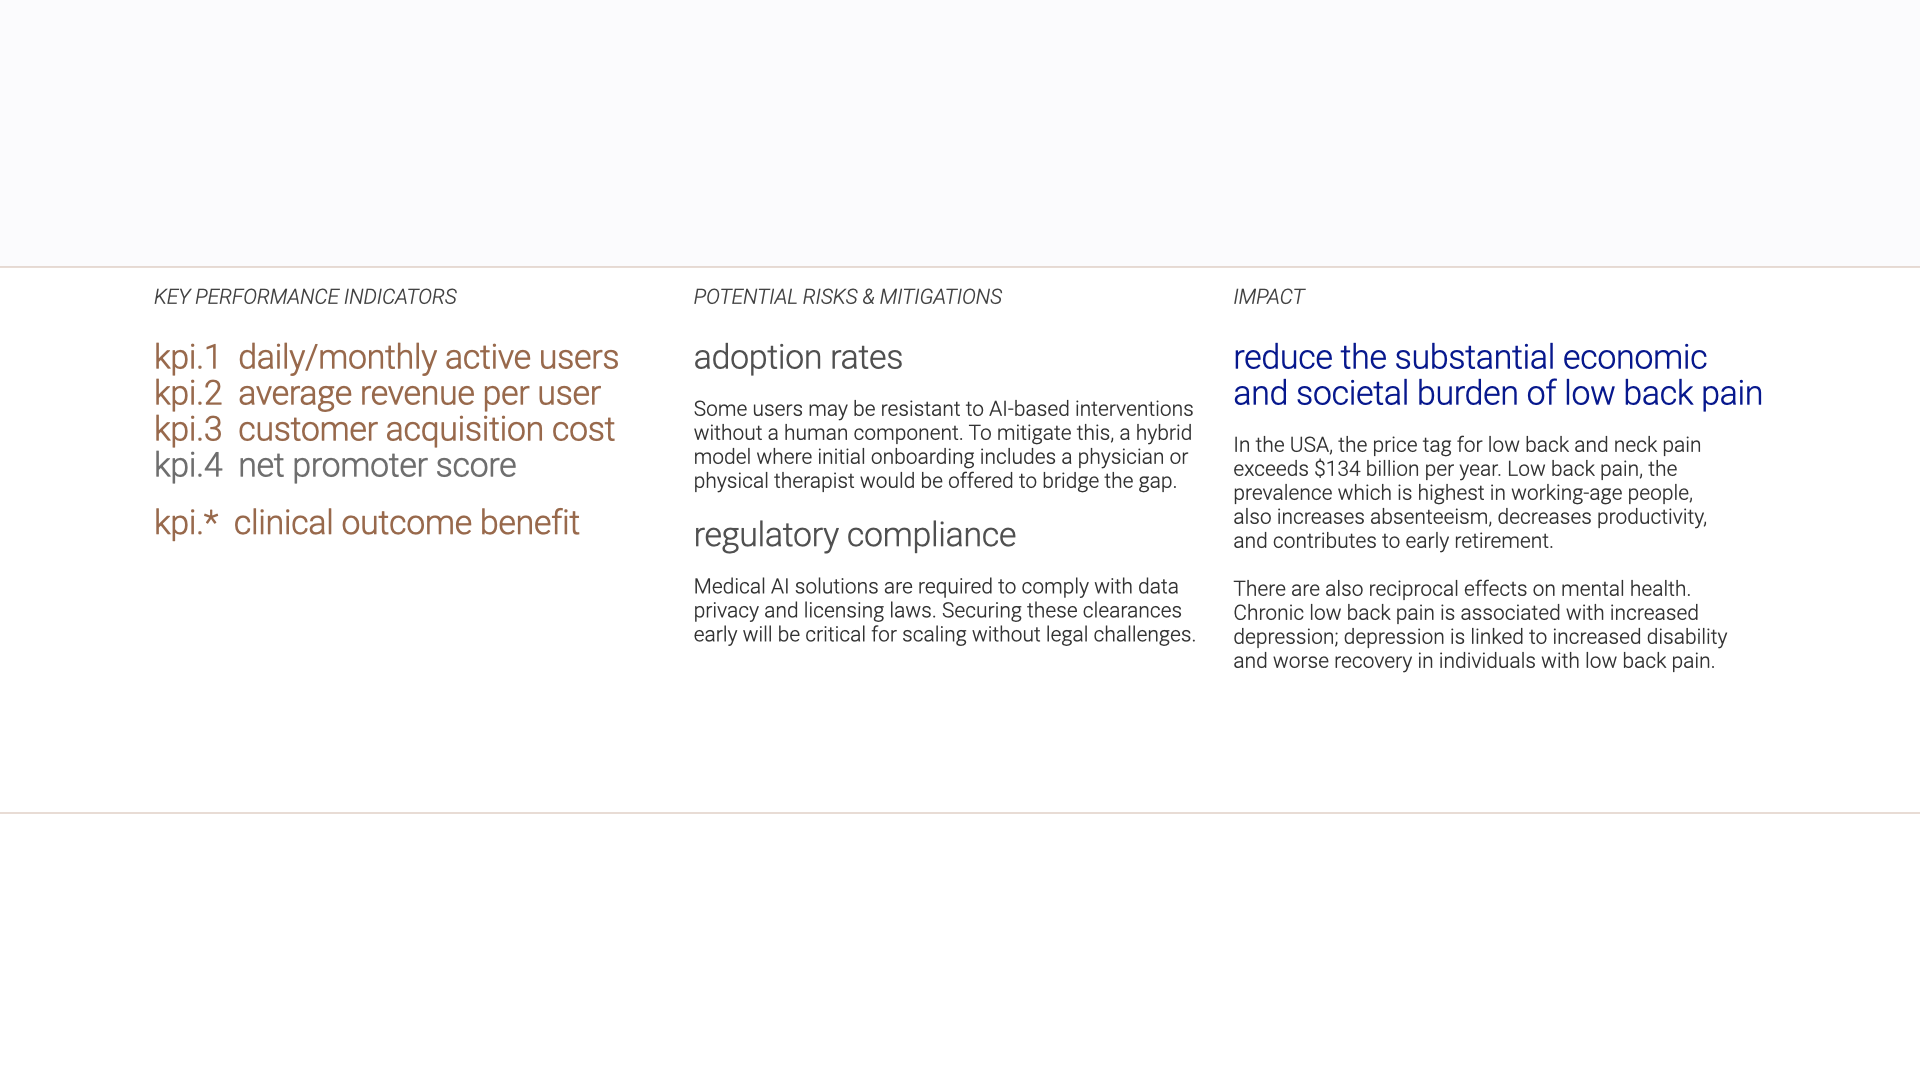 KEY PERFORMANCE INDICATORS
kpi.1 daily/monthly active users
kpi.2 average revenue per user
kpi.3 customer acquisition cost
kpi.4 net promoter score
kpi.* clinical outcome benefit
POTENTIAL RISKS & MITIGATIONS
adoption rates
Some users may be resistant to AI-based interventions
without a human component. To mitigate this, a hybrid
model where initial onboarding includes a physician or
physical therapist would be offered to bridge the gap.
regulatory compliance
Medical AI solutions are required to comply with data
privacy and licensing laws. Securing these clearances
early will be critical for scaling without legal challenges.
IMPACT
reduce the substantial economic
and societal burden of low back pain
In the USA, the price tag for low back and neck pain
exceeds $134 billion per year. Low back pain, the
prevalence which is highest in working-age people,
also increases absenteeism, decreases productivity,
and contributes to early retirement.
There are also reciprocal effects on mental health.
Chronic low back pain is associated with increased
depression; depression is linked to increased disability
and worse recovery in individuals with low back pain.